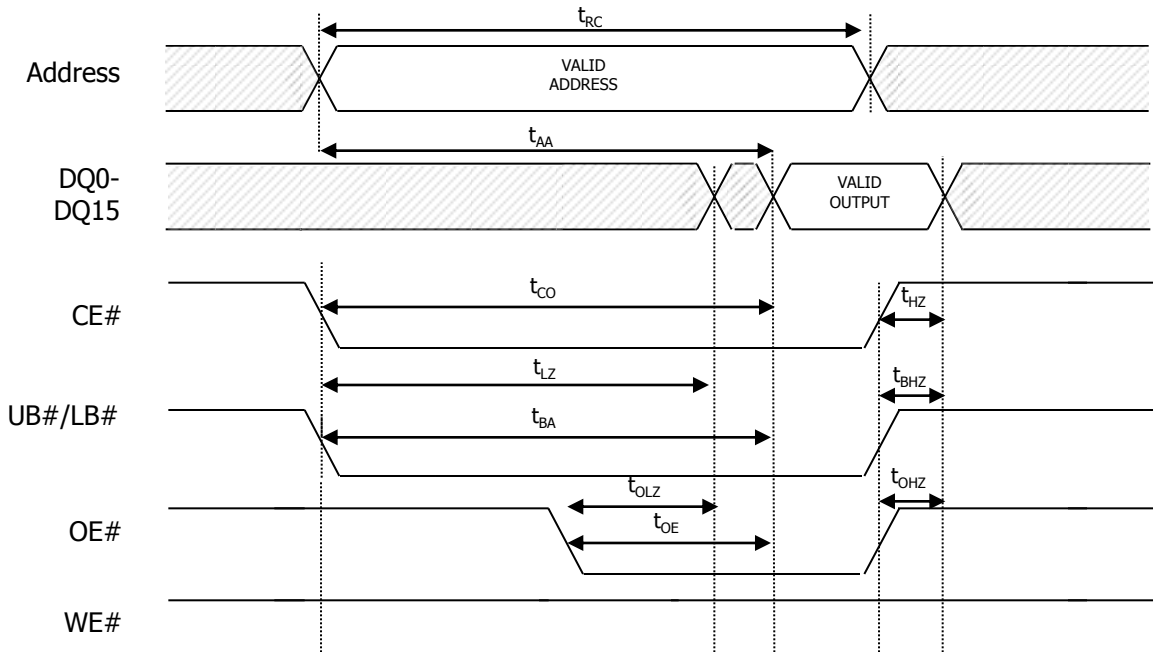 tRC
Address
VALID
ADDRESS
tAA
DQ0-
DQ15
VALID
OUTPUT
tCO
tHZ
CE#
tLZ
tBHZ
UB#/LB#
tBA
tOLZ
tOHZ
OE#
tOE
WE#